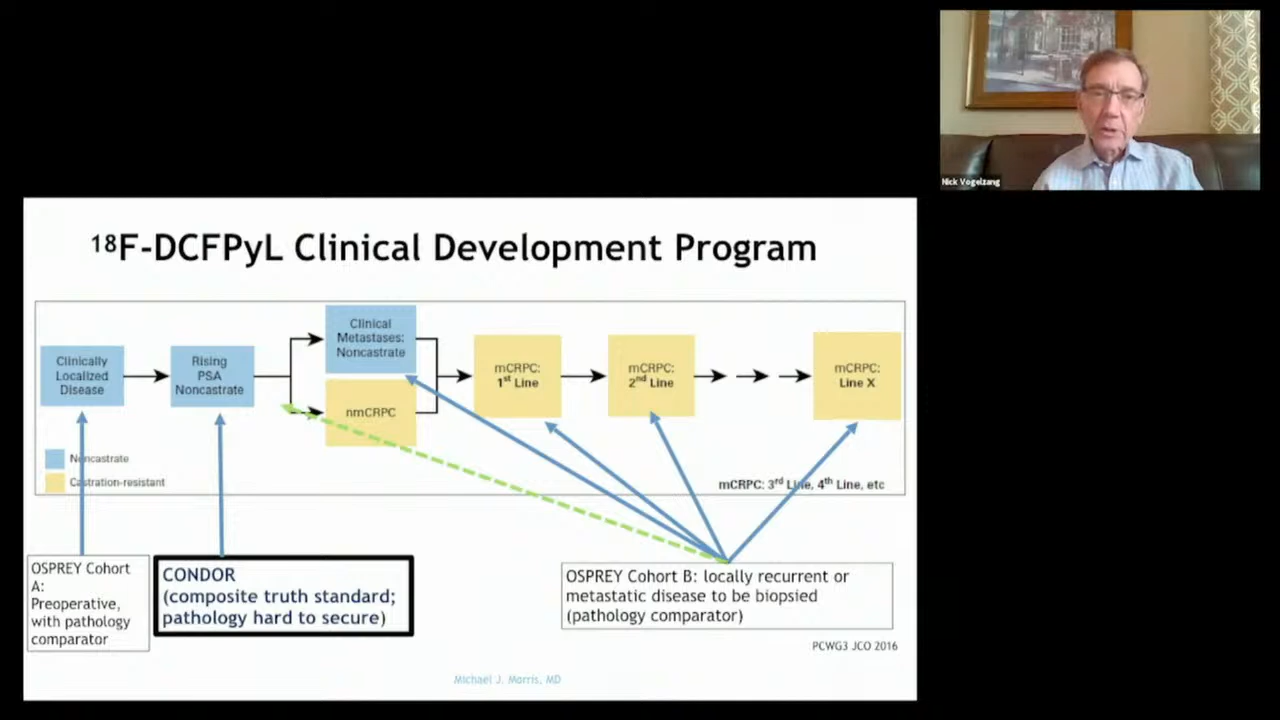 Nick Vogelzang
18F-DCFPyL Clinical Development Program
Clinically
Localized
Disease
Rising
PSA
Noncastrate
Clinical
Metastases:
Noncastrate
nmCRPC
mCRPC:
1st Line
mCRPC:
2nd Line
mCRPC:
Line X
Noncastrate
Castration-resistant
mCRPC: 3rd Line, 4th Line, etc
OSPREY Cohort
A:
Preoperative,
with pathology
comparator
CONDOR
(composite truth standard;
pathology hard to secure)
OSPREY Cohort B: locally recurrent or
metastatic disease to be biopsied
(pathology comparator)
PCWG3 JCO 2016
Michael J. Morris, MD